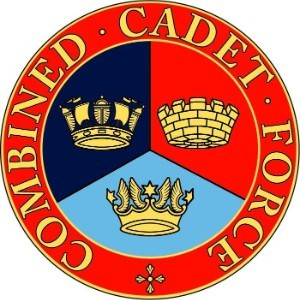 COMBINED · CADET · FORCE